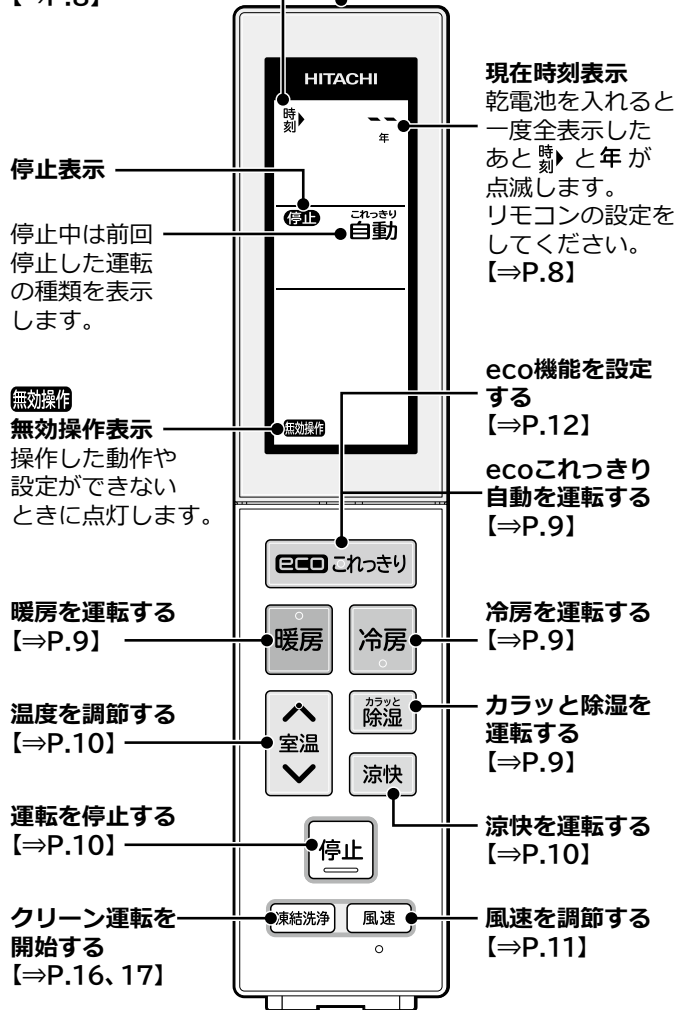 【⇒P.8】
HITACHI
時刻
年
停止
これっきり
自動
無効操作
停止表示
停止中は前回
停止した運転
の種類を表示
します。
無効操作
無効操作表示
操作した動作や
設定ができない
ときに点灯します。
現在時刻表示
乾電池を入れると
一度全表示した
あと 時刻 と 年 が
点滅します。
リモコンの設定を
してください。
【⇒P.8】
eco機能を設定
する
【⇒P.12】
ecoこれっきり
自動を運転する
【⇒P.9】
eco これっきり
暖房を運転する
【⇒P.9】
暖房
冷房
冷房を運転する
【⇒P.9】
温度を調節する
【⇒P.10】
室温
カラッと
除湿
カラッと除湿を
運転する
【⇒P.9】
涼快
涼快を運転する
【⇒P.10】
運転を停止する
【⇒P.10】
停止
クリーン運転を
開始する
【⇒P.16、17】
凍結洗浄
風速
風速を調節する
【⇒P.11】